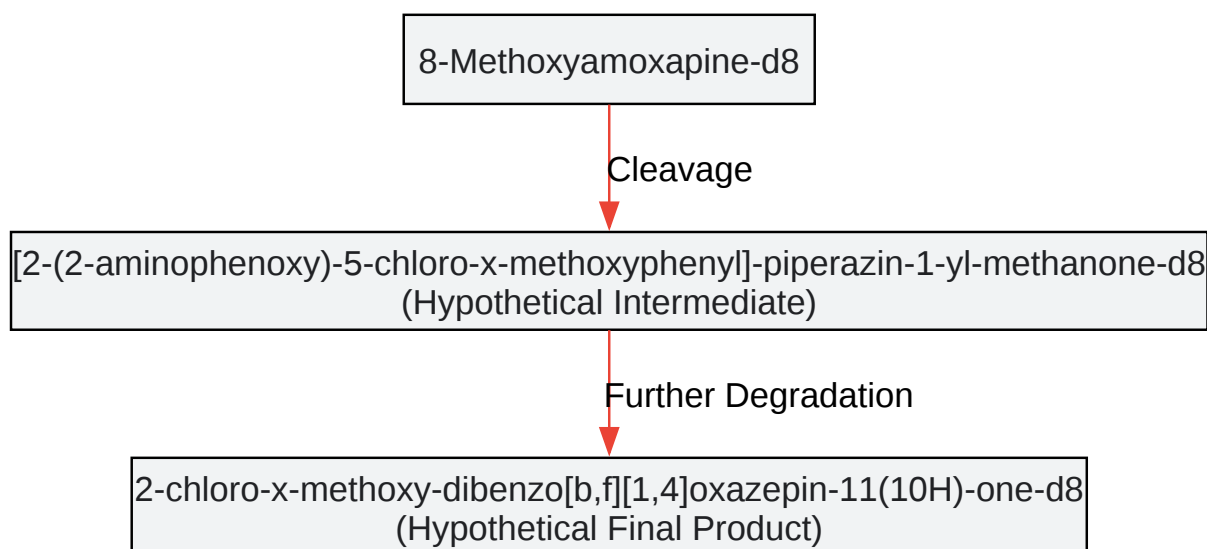 8-Methoxyamoxapine-d8
Cleavage
[2-(2-aminophenoxy)-5-chloro-x-methoxyphenyl]-piperazin-1-yl-methanone-d8
(Hypothetical Intermediate)
Further Degradation
2-chloro-x-methoxy-dibenzo[b,f][1,4]oxazepin-11(10H)-one-d8
(Hypothetical Final Product)